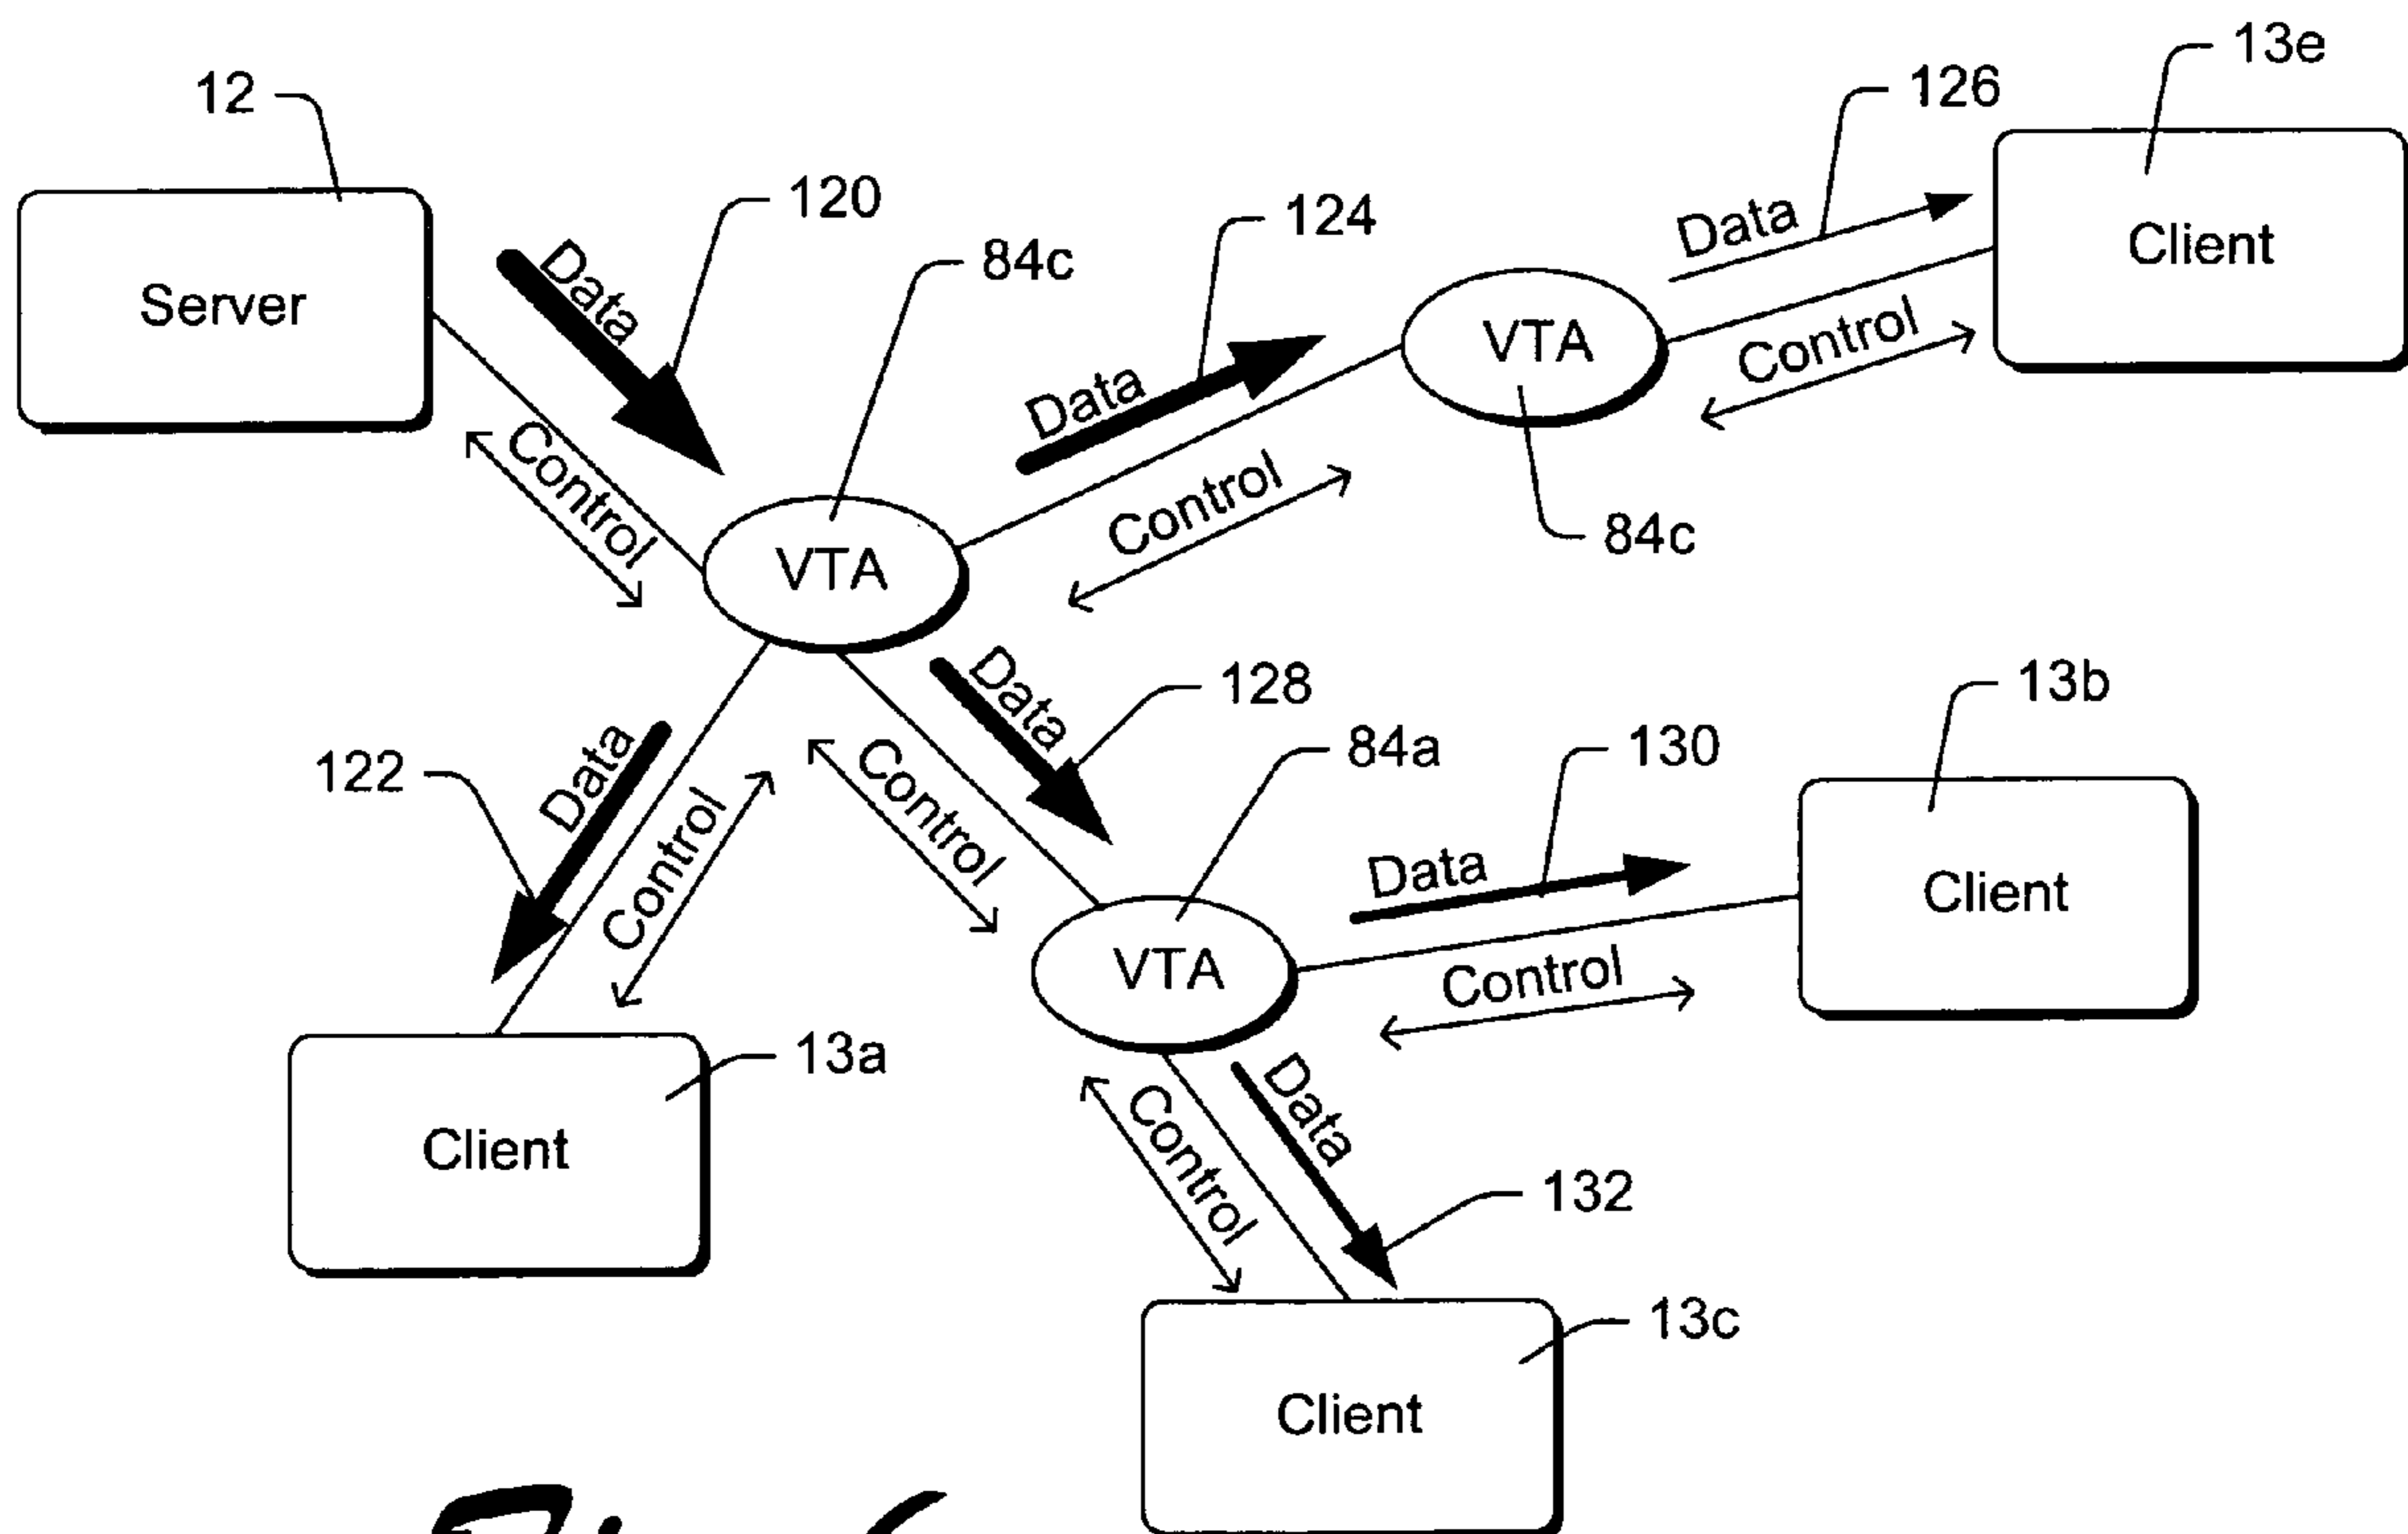 13e
12
126
120
124
84c
Data
Client
Server
Data
VTA
Control
Data
Control
Control
84c
VTA
Data
128
13b
84a
130
122
Data
Control
Control
Data
Client
VTA
Control
13a
Data
Control
Client
132
13c
Client